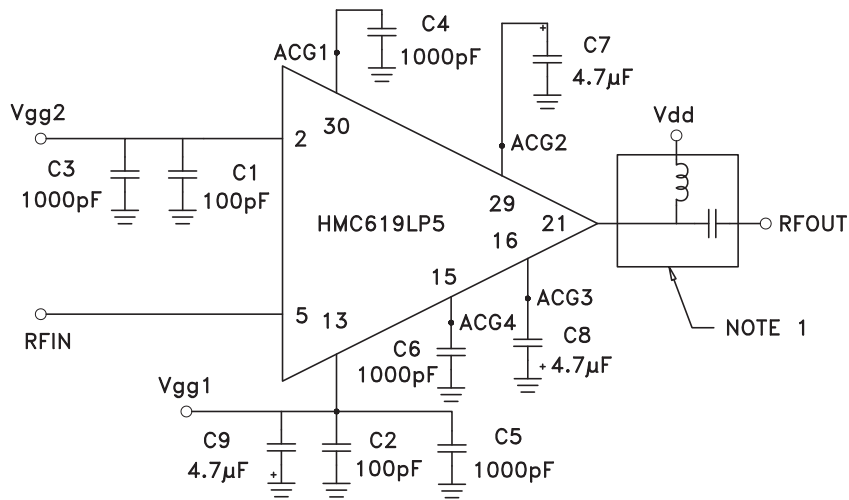 C4
1000pF
ACG1
C7
4.7μF
+
Vgg2
30
2
ACG2
Vdd
C3
1000pF
C1
100pF
29
HMC619LP5
21
RFOUT
16
15
ACG3
5
13
ACG4
NOTE 1
RFIN
C6
1000pF
C8
+4.7μF
Vgg1
C9
4.7μF
+
C2
100pF
C5
1000pF